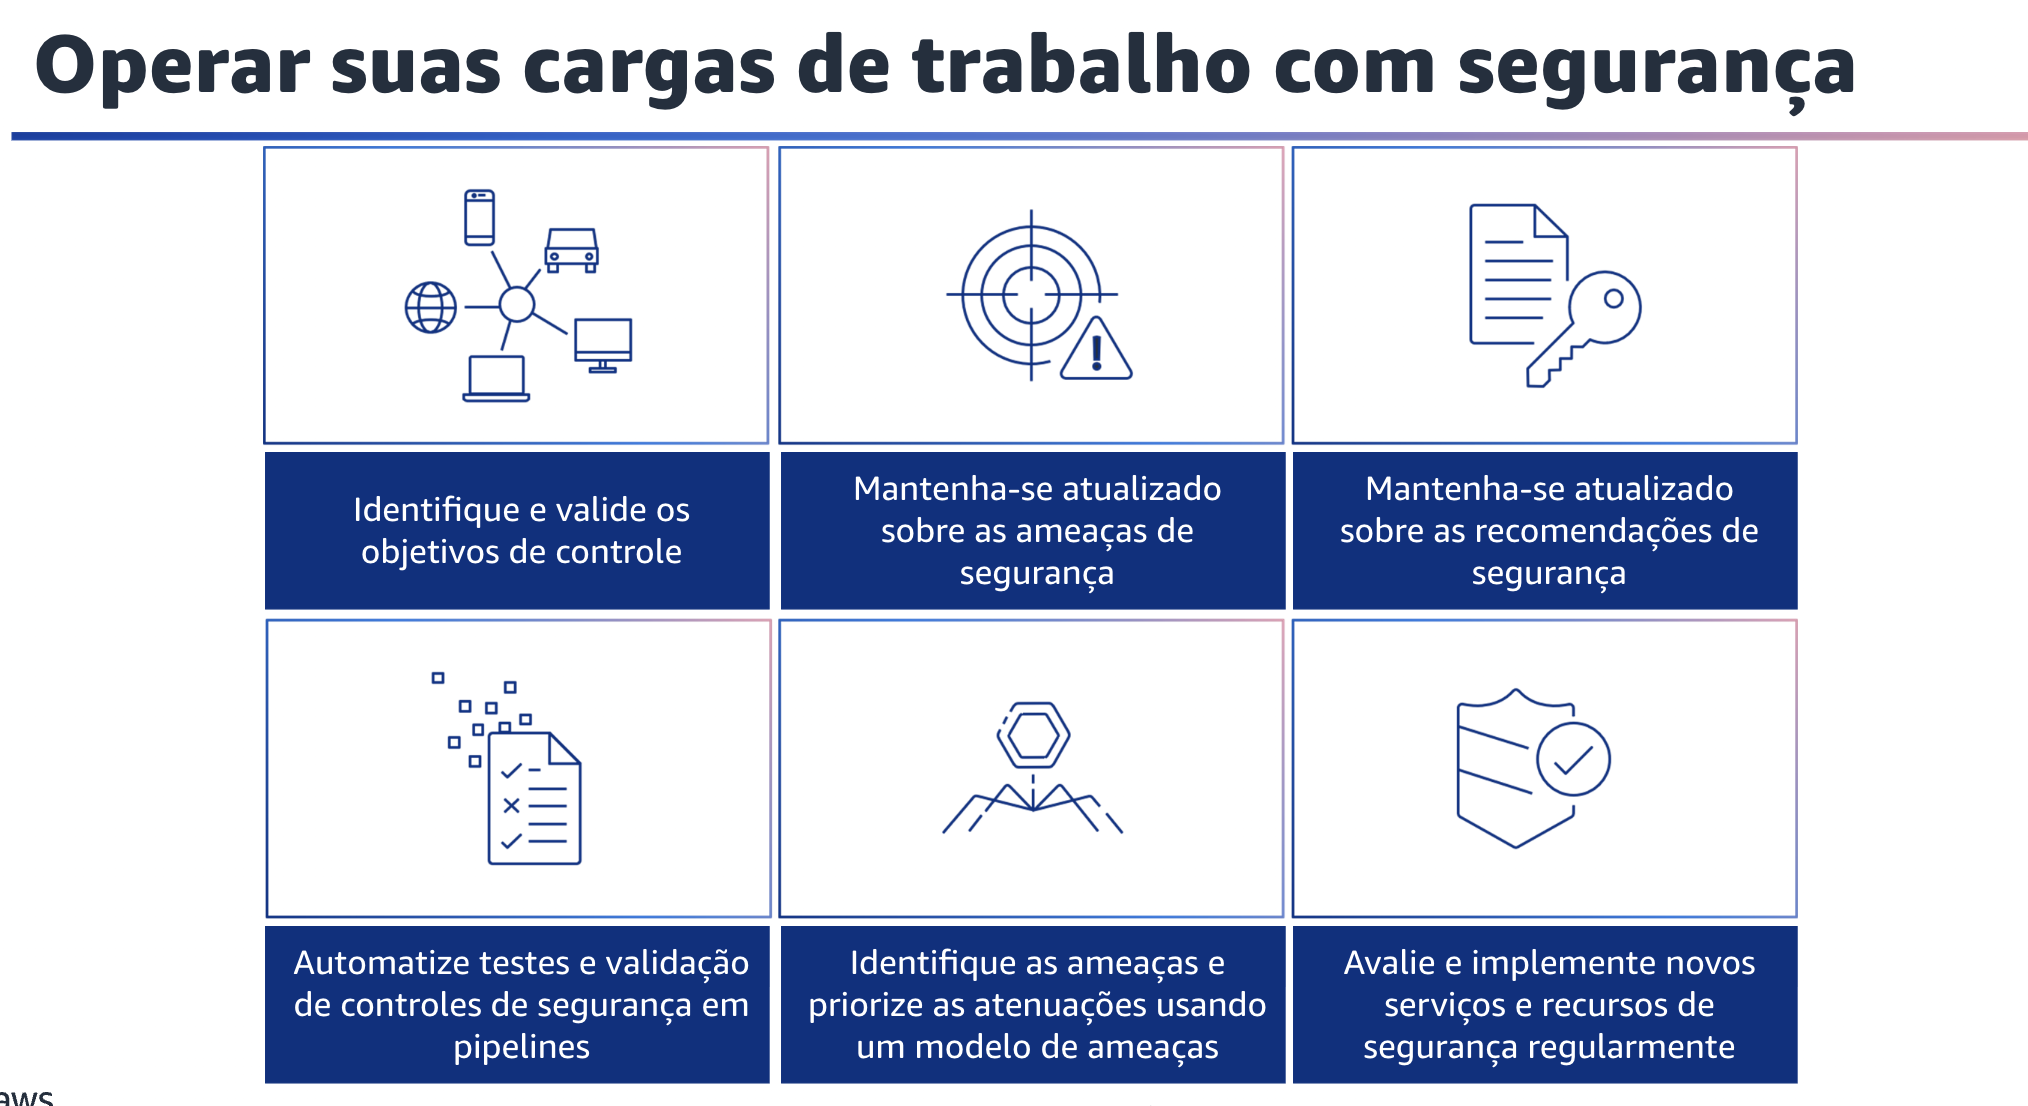 Operar suas cargas de trabalho com segurança
Identifique e valide os
objetivos de controle
Mantenha-se atualizado
sobre as ameaças de
segurança
Mantenha-se atualizado
sobre as recomendações de
segurança
Automatize testes e validação
de controles de segurança em
pipelines
Identifique as ameaças e
priorize as atenuações usando
um modelo de ameaças
Avalie e implemente novos
serviços e recursos de
segurança regularmente
aws